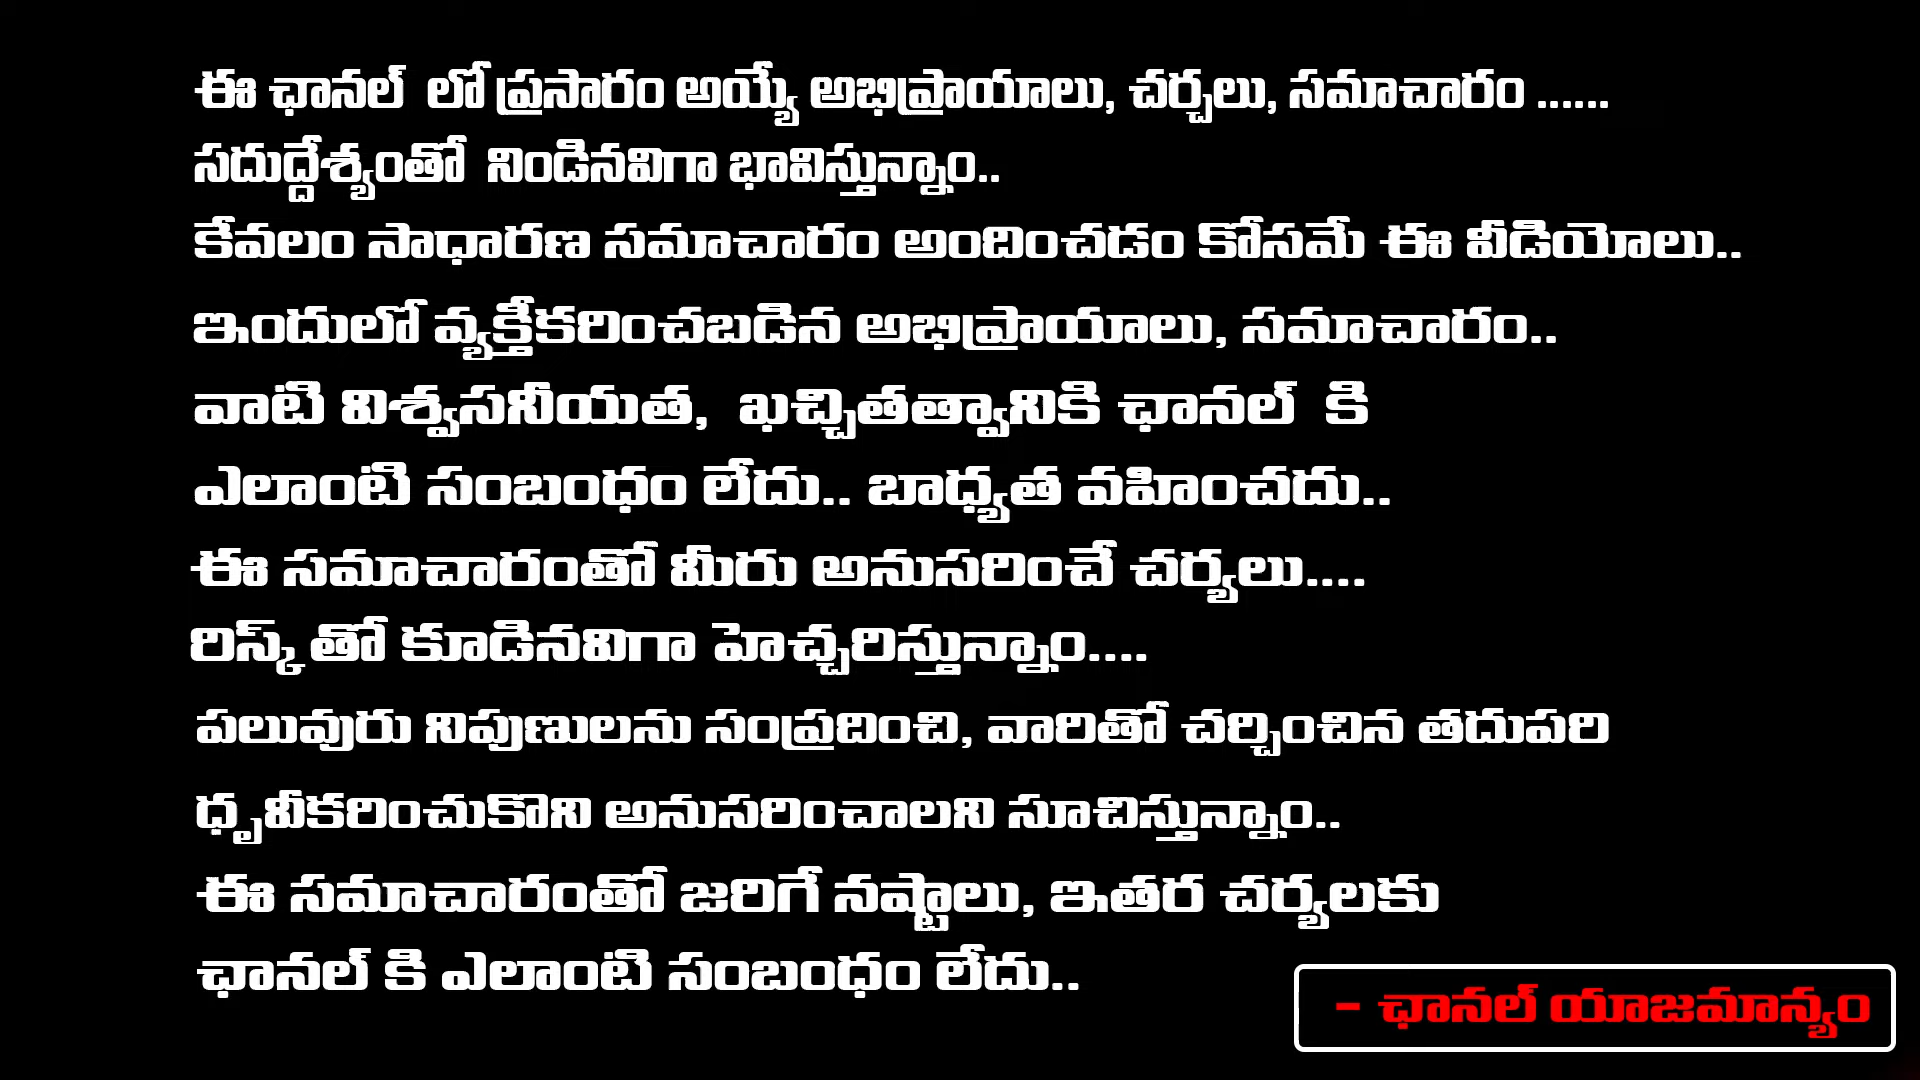 ఈ ఛానల్ లో ప్రసారం అయ్యే అభిప్రాయాలు, చర్చలు, సమాచారం ......
సదుద్దేశ్యంతో నిండినవిగా భావిస్తున్నాం..
కేవలం సాధారణ సమాచారం అందించడం కోసమే ఈ వీడియోలు..
ఇందులో వ్యక్తీకరించబడిన అభిప్రాయాలు, సమాచారం..
వాటి విశ్వసనీయత, ఖచ్చితత్వానికి ఛానల్ కి
ఎలాంటి సంబంధం లేదు.. బాధ్యత వహించదు..
ఈ సమాచారంతో మీరు అనుసరించే చర్యలు....
రిస్క్ తో కూడినవిగా హెచ్చరిస్తున్నాం....
పలువురు నిపుణులను సంప్రదించి, వారితో చర్చించిన తదుపరి
ధృవీకరించుకొని అనుసరించాలని సూచిస్తున్నాం..
ఈ సమాచారంతో జరిగే నష్టాలు, ఇతర చర్యలకు
ఛానల్ కి ఎలాంటి సంబంధం లేదు..
- ఛానల్ యాజమాన్యం